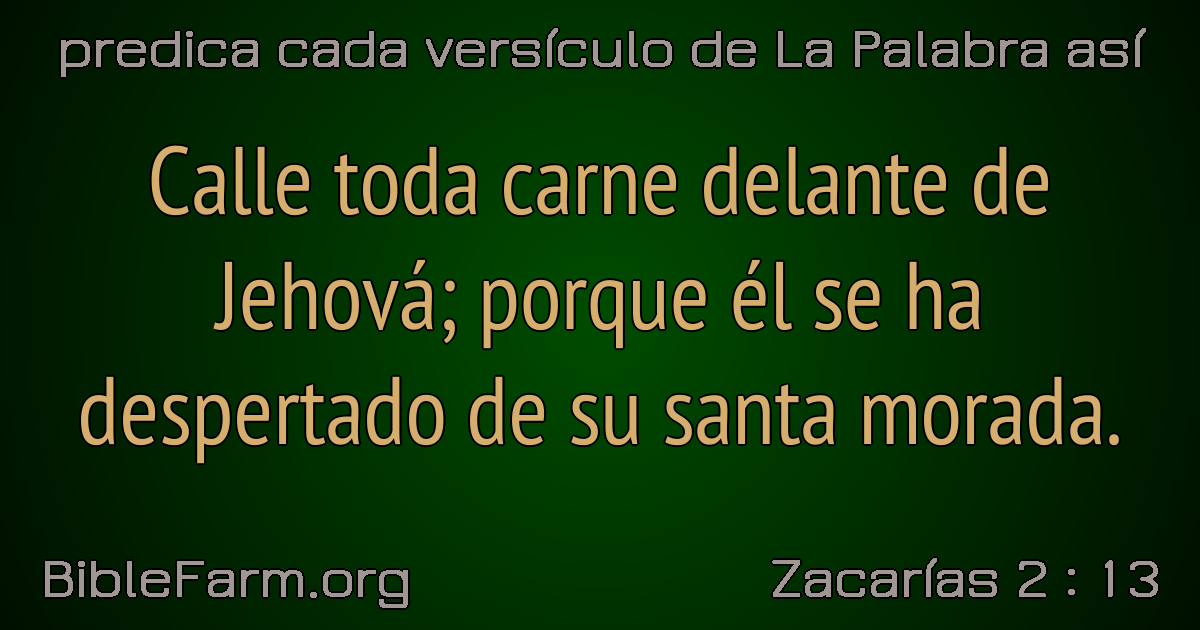 predica cada versículo de La Palabra así
Calle toda carne delante de
Jehová; porque él se ha
despertado de su santa morada.
BibleFarm.org
Zacarías 2 : 13